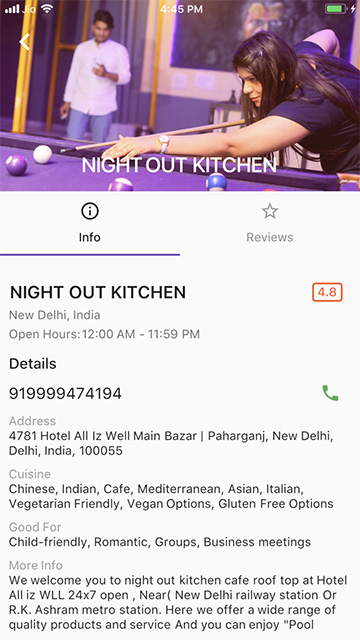 Jio 4:45 PM
NIGHT OUT KITCHEN
Info Reviews
NIGHT OUT KITCHEN 4.8
New Delhi, India
Open Hours:12:00 AM - 11:59 PM
Details
919999474194
Address
4781 Hotel All Iz Well Main Bazar | Paharganj, New Delhi,
Delhi, India, 100055
Cuisine
Chinese, Indian, Cafe, Mediterranean, Asian, Italian,
Vegetarian Friendly, Vegan Options, Gluten Free Options
Good For
Child-friendly, Romantic, Groups, Business meetings
More Info
We welcome you to night out kitchen cafe roof top at Hotel
All iz WLL 24x7 open , Near( New Delhi railway station Or
R.K. Ashram metro station. Here we offer a wide range of
quality products and service And you can enjoy "Pool